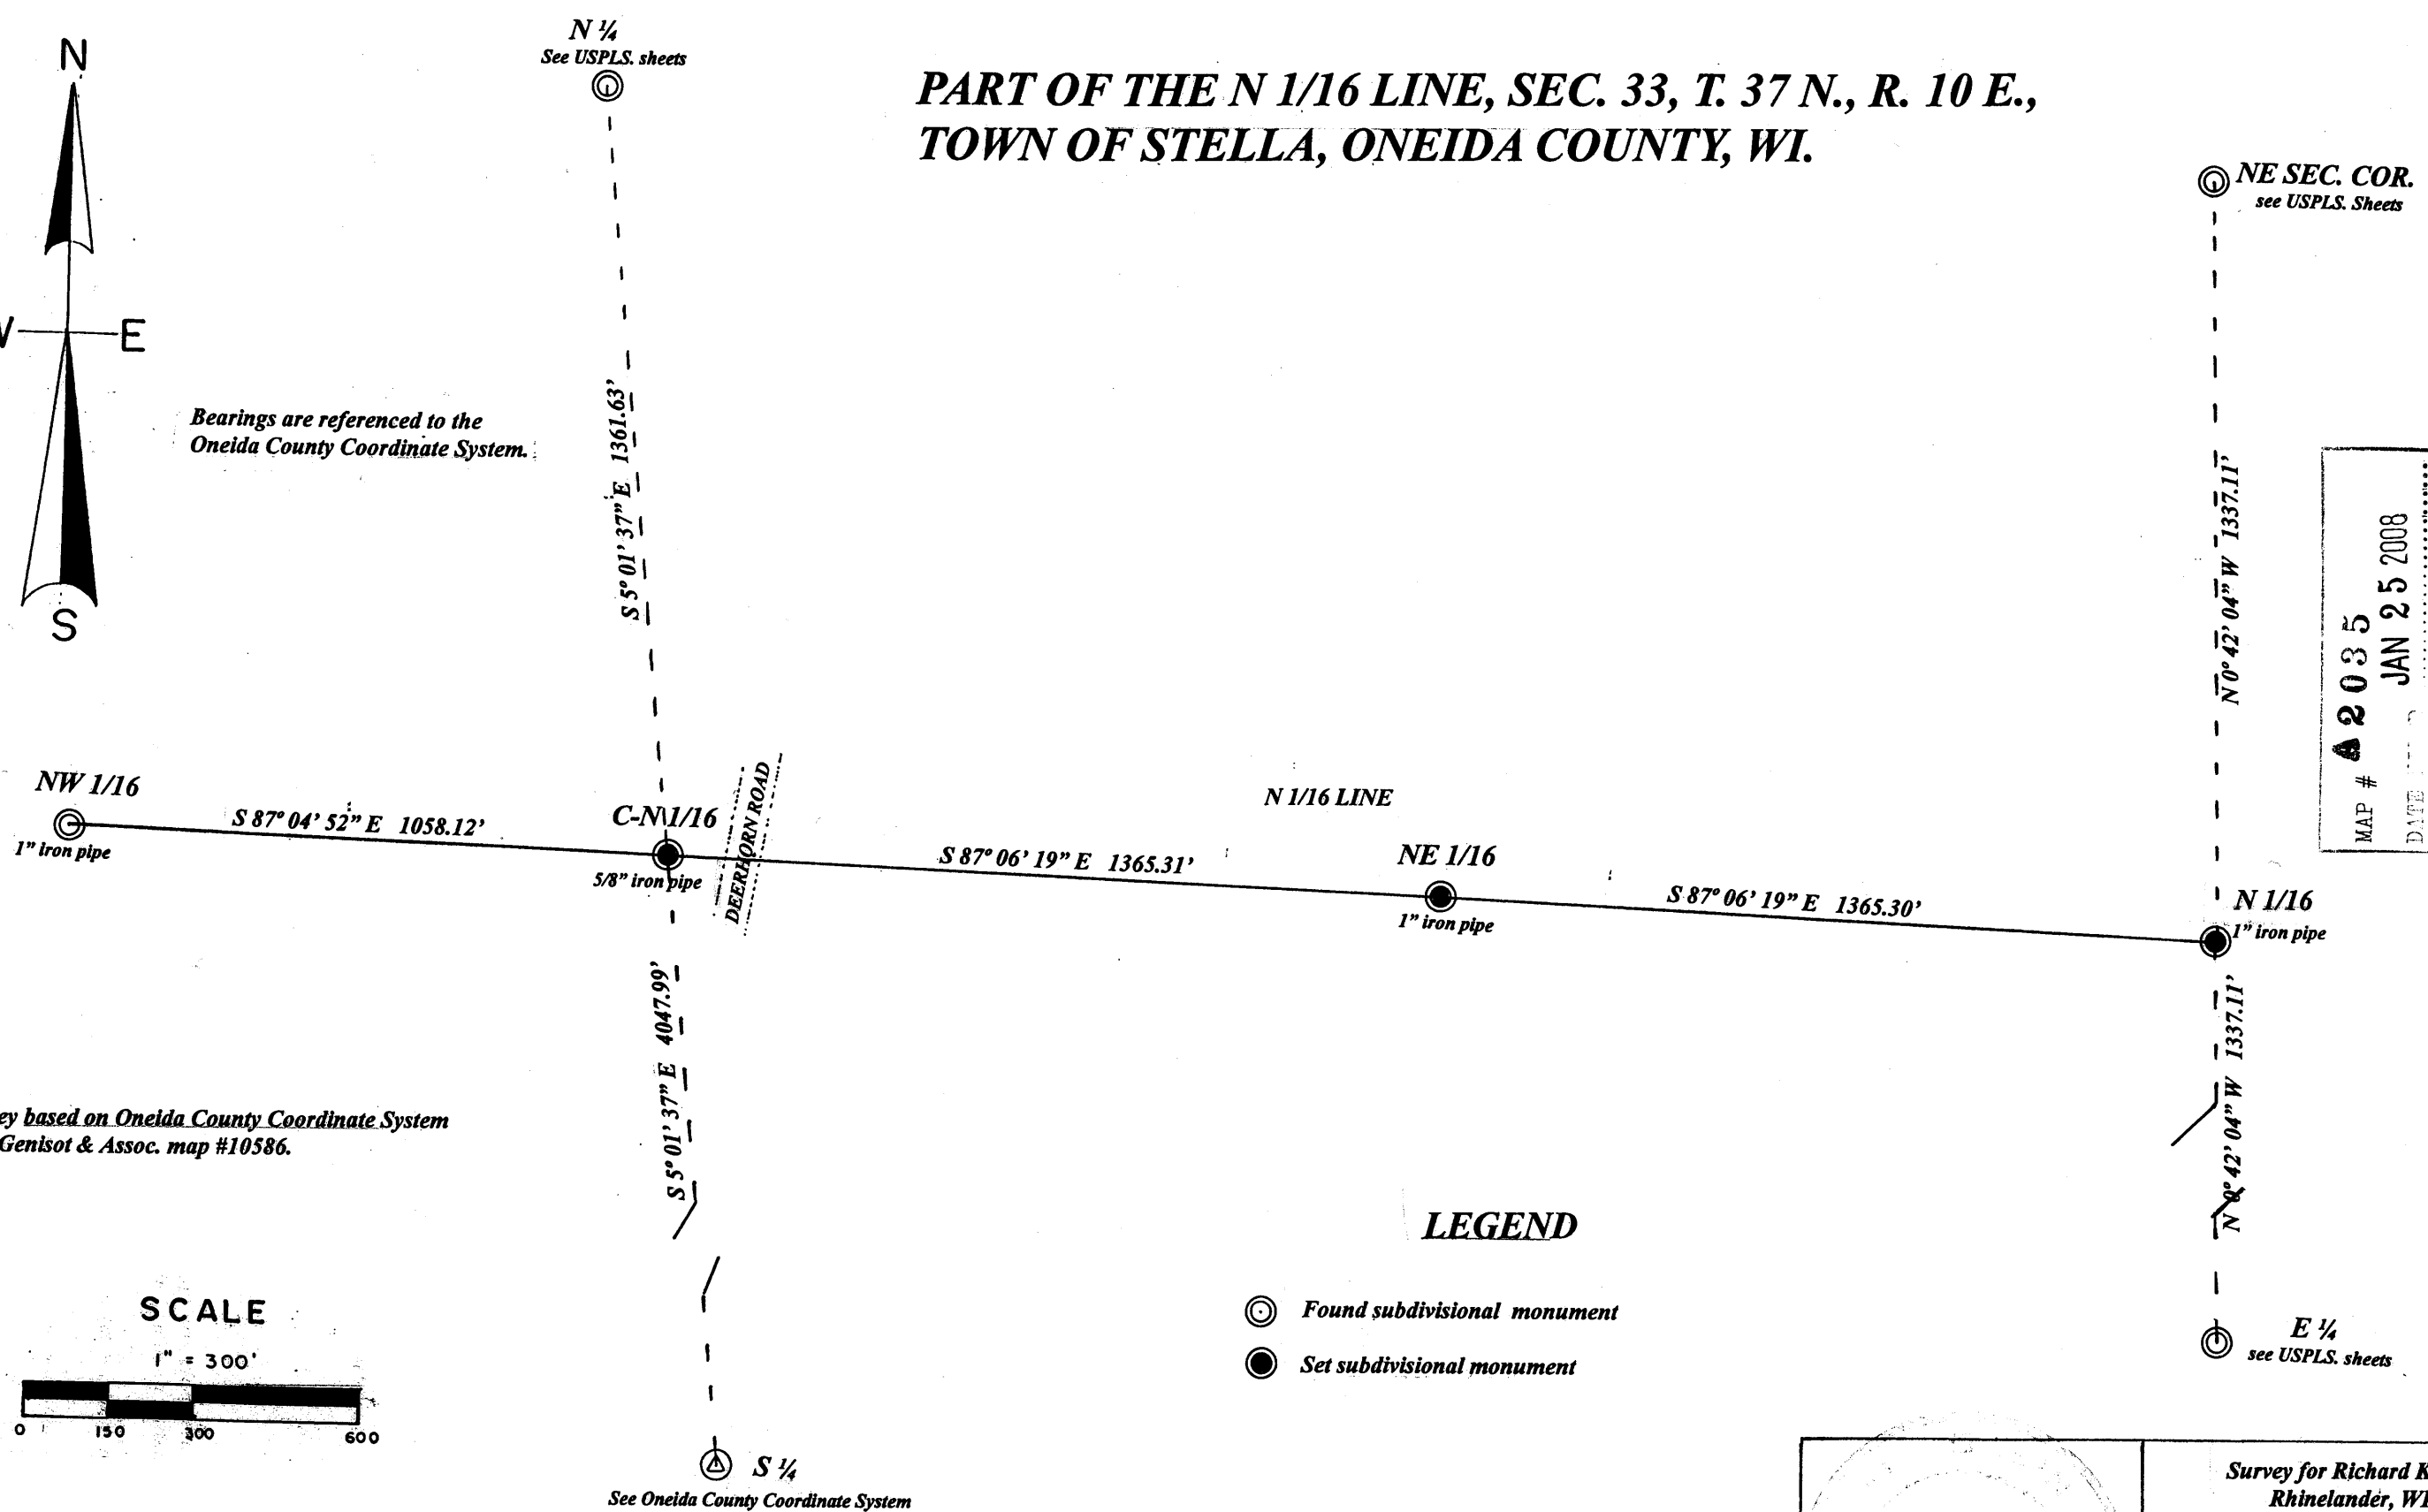 N ¼
See USPLS. sheets
PART OF THE N 1/16 LINE, SEC. 33, T. 37 N., R. 10 E.,
TOWN OF STELLA, ONEIDA COUNTY, WI.
N
E
S
NE SEC. COR.
see USPLS. Sheets
Bearings are referenced to the
Oneida County Coordinate System.
S 5° 01' 37" E 1361.63'
N 0° 42' 04" W 1337.11'
MAP # 2035
DATE JAN 25 2008
NW 1/16
1" iron pipe
S 87° 04' 52" E 1058.12'
C-N 1/16
5/8" iron pipe
DEERHORN ROAD
N 1/16 LINE
S 87° 06' 19" E 1365.31'
NE 1/16
1" iron pipe
S 87° 06' 19" E 1365.30'
N 1/16
1" iron pipe
S 5° 01' 37" E 4047.99'
N 0° 42' 04" W 1337.11'
based on Oneida County Coordinate System
Genisot & Assoc. map #10586.
LEGEND
Found subdivisional monument
Set subdivisional monument
SCALE
1" = 300'
0 150 300 600
E ¼
see USPLS. sheets
S ¼
See Oneida County Coordinate System
Survey for Richard K
Rhinelander, WI